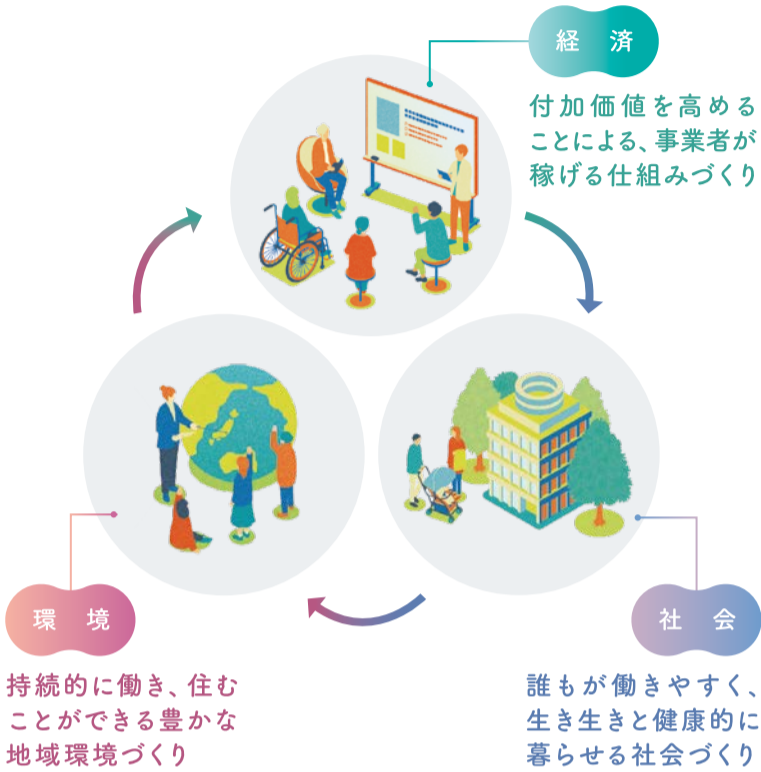 経 済
付加価値を高める
ことによる、事業者が
稼げる仕組みづくり
環 境
持続的に働き、住む
ことができる豊かな
地域環境づくり
社 会
誰もが働きやすく、
生き生きと健康的に
暮らせる社会づくり